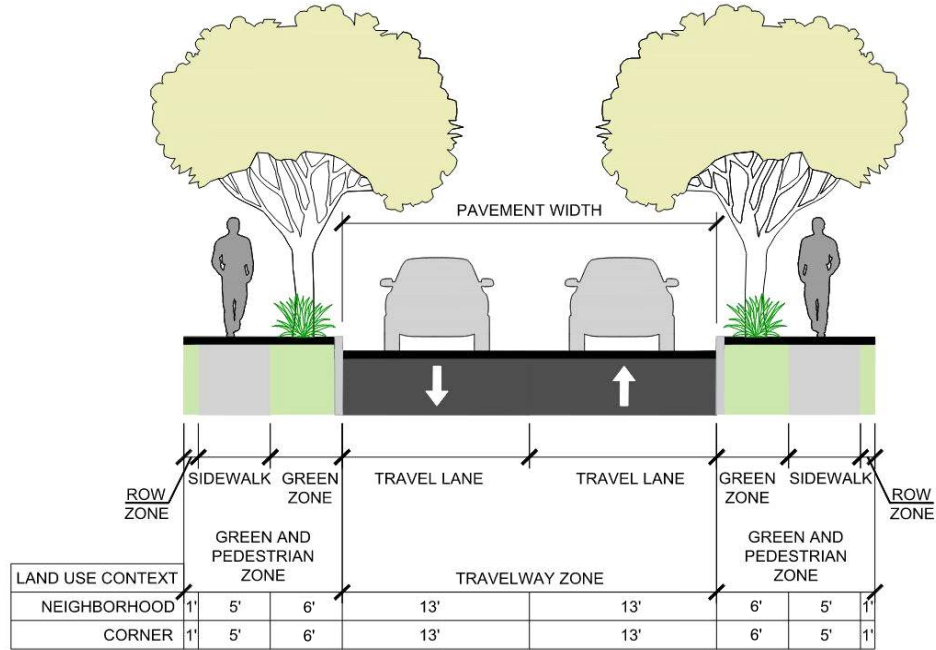 PAVEMENT WIDTH
SIDEWALK GREEN ZONE TRAVEL LANE TRAVEL LANE GREEN ZONE SIDEWALK
ROW ZONE
ROW ZONE
GREEN AND
PEDESTRIAN
ZONE
TRAVELWAY ZONE
GREEN AND
PEDESTRIAN
ZONE
LAND USE CONTEXT
NEIGHBORHOOD 1' 5' 6' 13' 13' 6' 5' 1'
CORNER 1' 5' 6' 13' 13' 6' 5' 1'